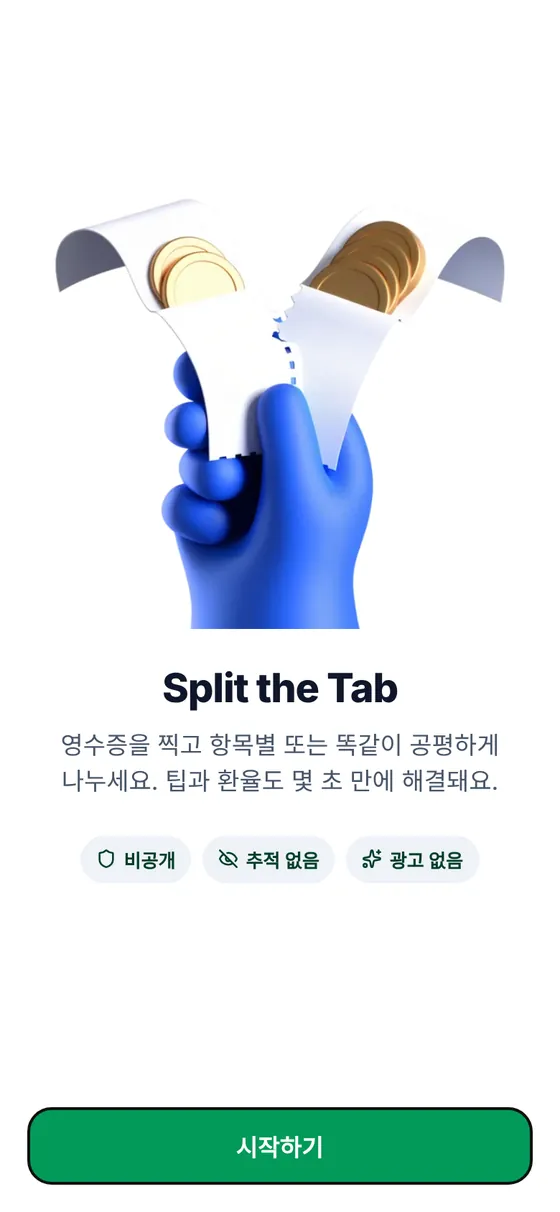 Split the Tab
영수증을 찍고 항목별 또는 똑같이 공평하게
나누세요. 팁과 환율도 몇 초 만에 해결돼요.
비공개
추적 없음
광고 없음
시작하기